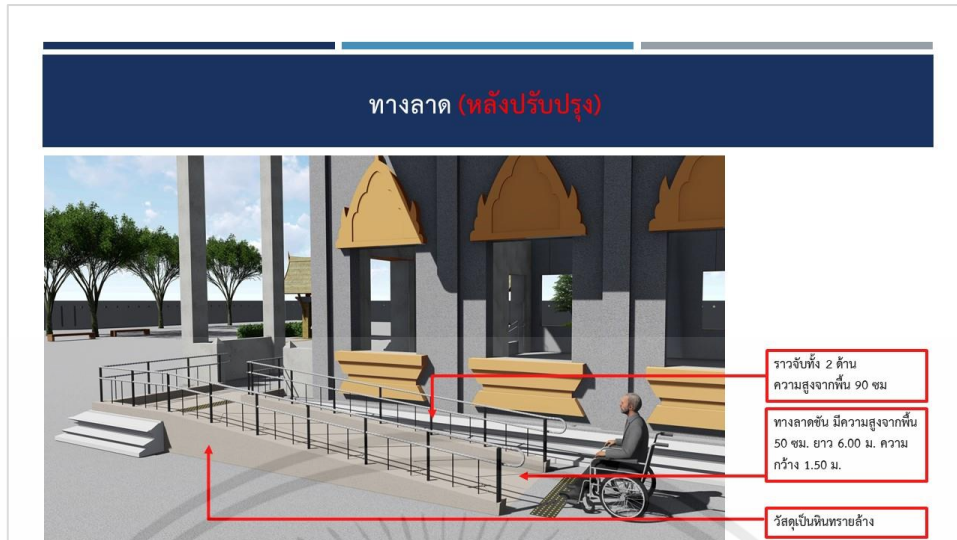 ทางลาด (หลังปรับปรุง)
ราวจับทั้ง 2 ด้าน
ความสูงจากพื้น 90 ซม
ทางลาดชัน มีความสูงจากพื้น
50 ซม. ยาว 6.00 ม. ความ
กว้าง 1.50 ม.
วัสดุเป็นหินทรายล้าง